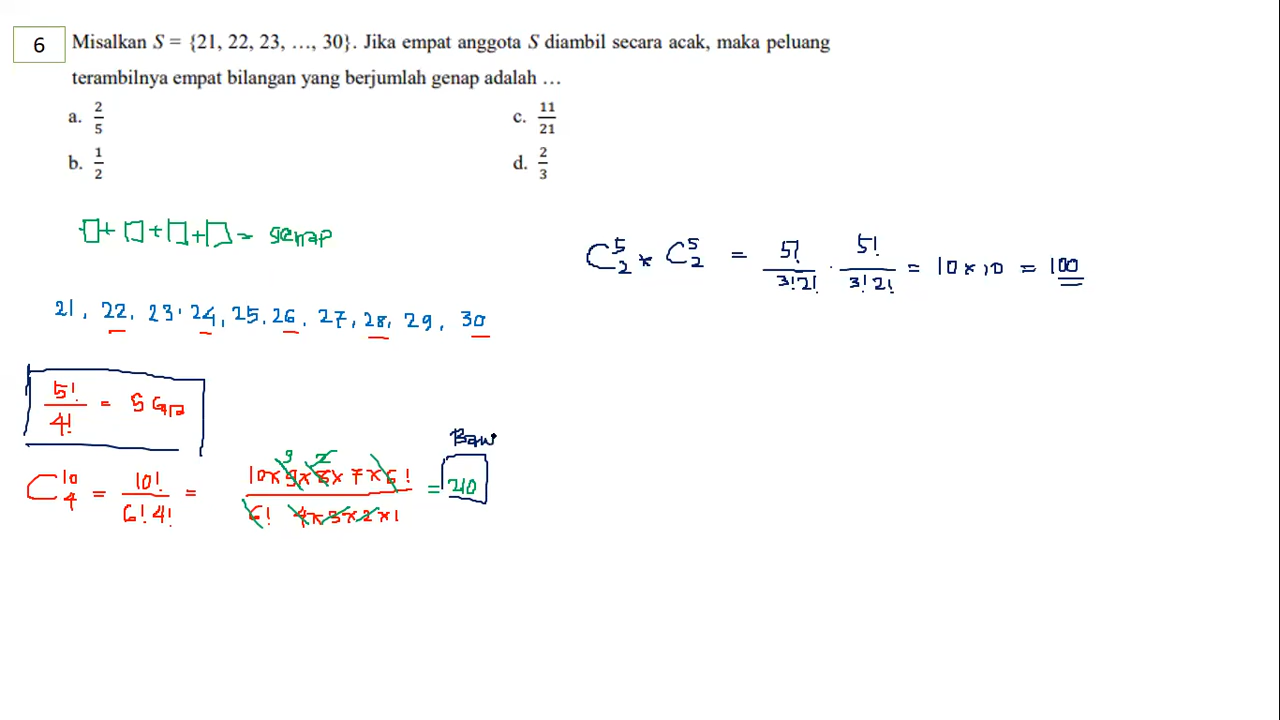 6
Misalkan S = {21, 22, 23, …, 30}. Jika empat anggota S diambil secara acak, maka peluang
terambilnya empat bilangan yang berjumlah genap adalah …
a. 2/5
c. 11/21
b. 1/2
d. 2/3
□ + □ + □ + □ = genap
C⁵₂ * C⁵₂ = 5!/3!2! · 5!/3!2! = 10 × 10 = 100
21, 22, 23, 24, 25, 26, 27, 28, 29, 30
5!/4! = 5
C¹⁰₄ = 10!/6!4! = 10×9×8×7×6!/6! 4×3×2×1 = 210
3 2